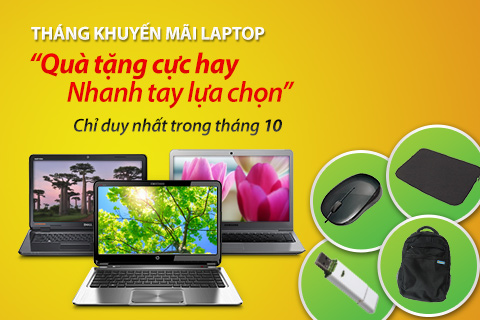 THÁNG KHUYẾN MÃI LAPTOP
“Quà tặng cực hay
Nhanh tay lựa chọn”
Chỉ duy nhất trong tháng 10